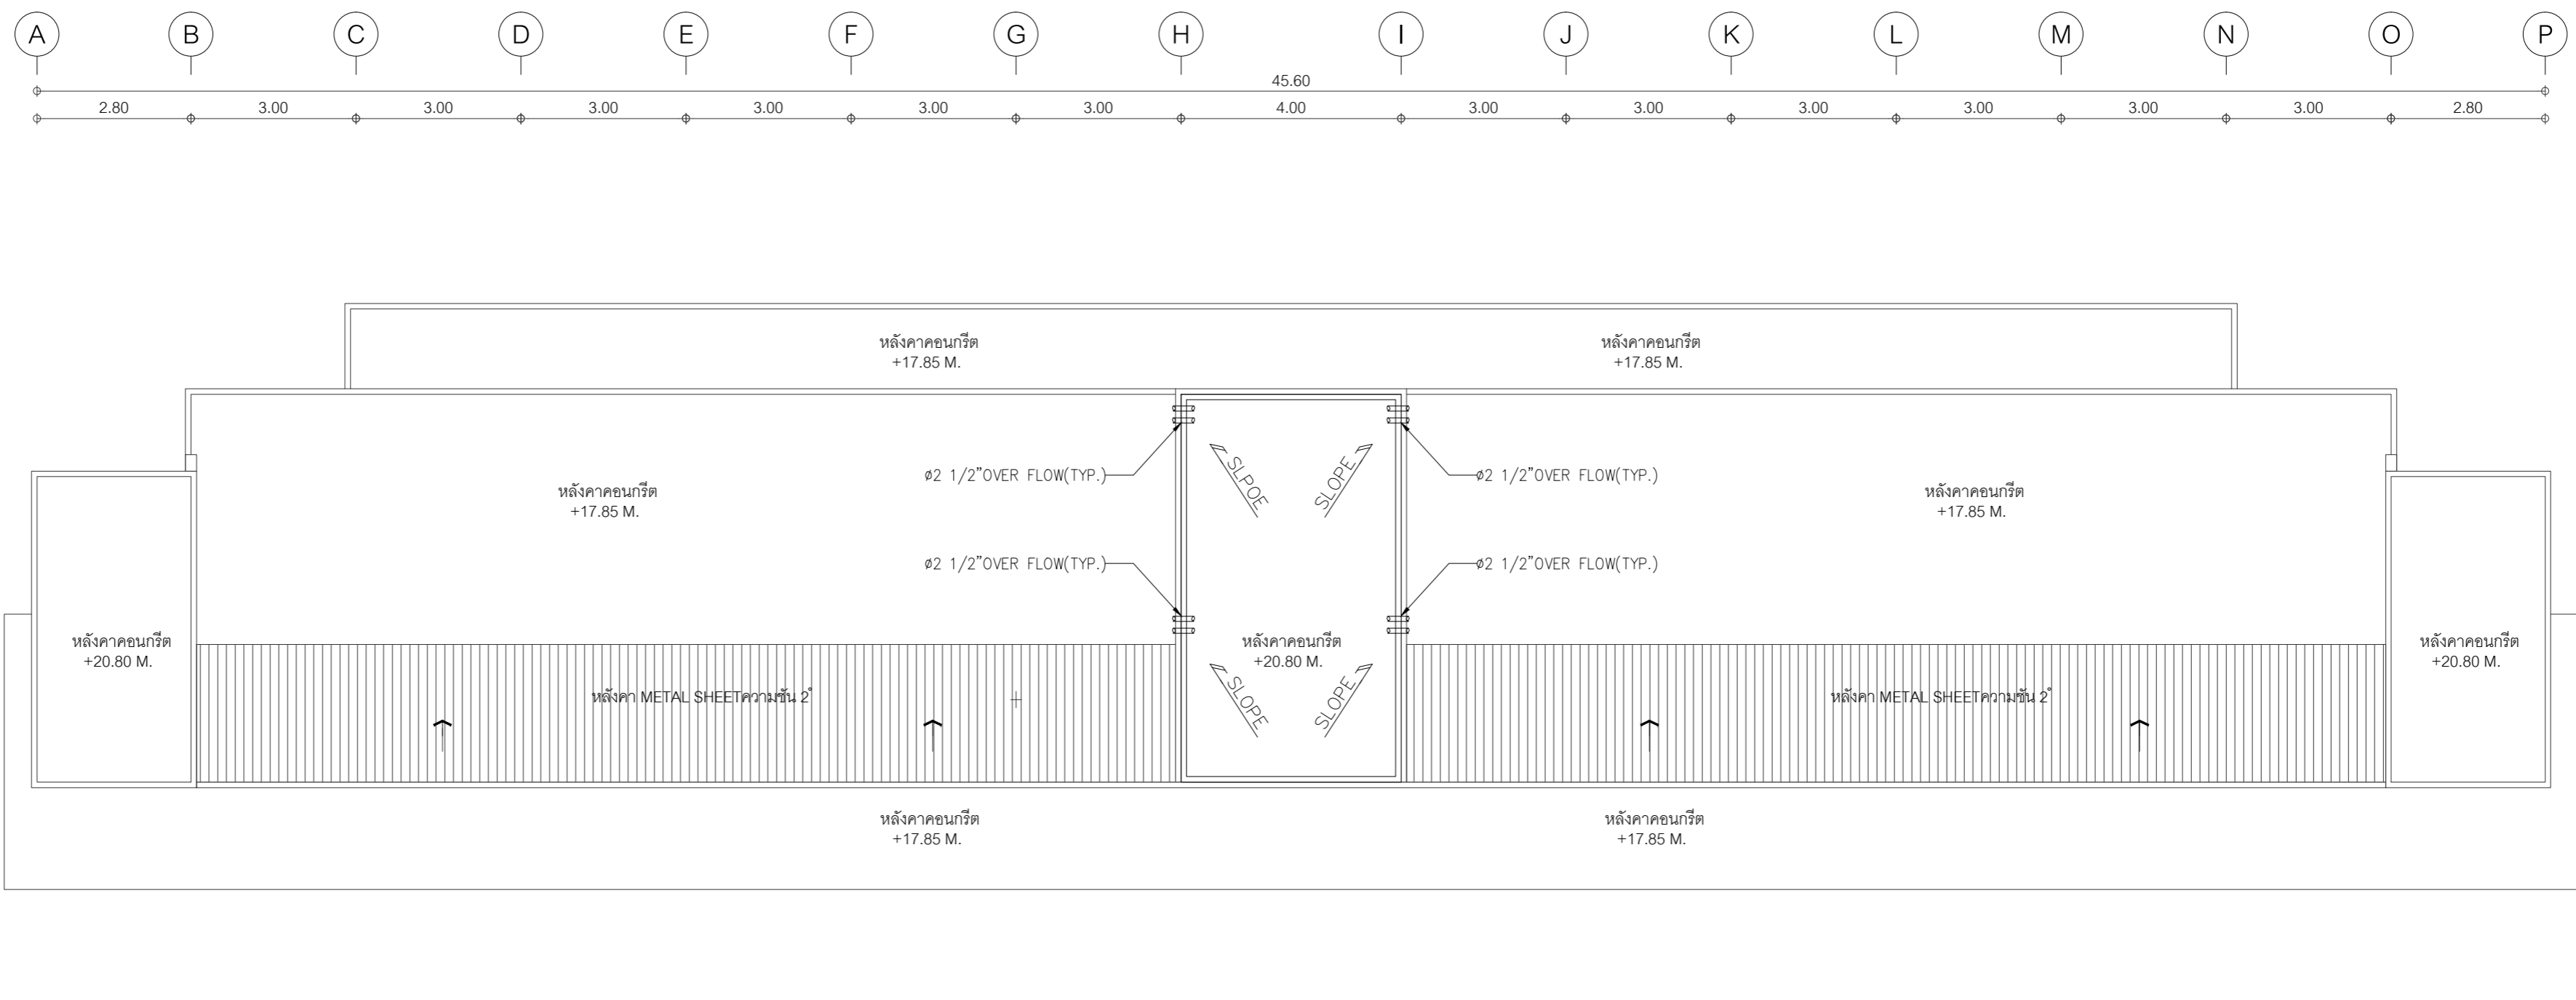 A B C D E F G H I J K L M N O P
45.60
2.80 3.00 3.00 3.00 3.00 3.00 3.00 4.00 3.00 3.00 3.00 3.00 3.00 3.00 2.80
หลังคาคอนกรีต หลังคาคอนกรีต
+17.85 M. +17.85 M.
ø2 1/2"OVER FLOW(TYP.) SLPOE SLOPE ø2 1/2"OVER FLOW(TYP.)
หลังคาคอนกรีต หลังคาคอนกรีต
+17.85 M. +17.85 M.
ø2 1/2"OVER FLOW(TYP.) ø2 1/2"OVER FLOW(TYP.)
หลังคาคอนกรีต หลังคาคอนกรีต หลังคาคอนกรีต
+20.80 M. +20.80 M. +20.80 M.
หลังคา METAL SHEETความชัน 2° SLOPE SLOPE หลังคา METAL SHEETความชัน 2°
หลังคาคอนกรีต หลังคาคอนกรีต
+17.85 M. +17.85 M.